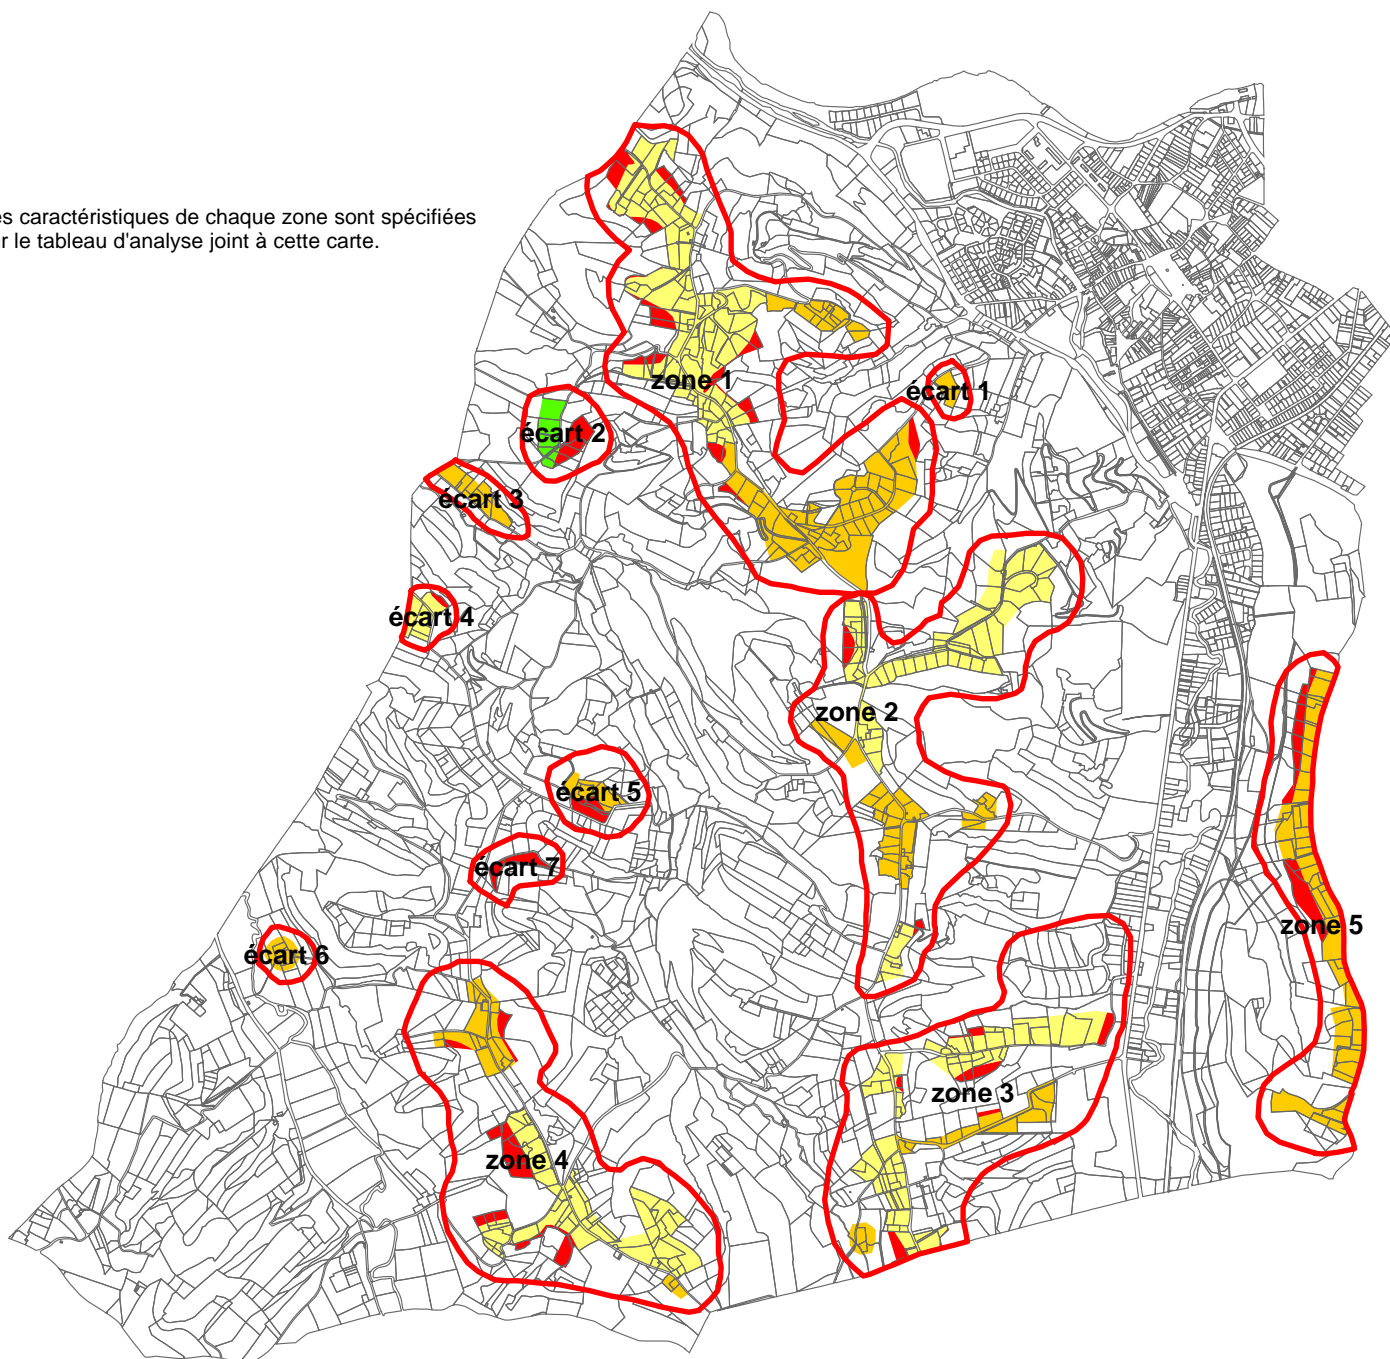 es caractéristiques de chaque zone sont spécifiées
r le tableau d'analyse joint à cette carte.
zone 1
écart 1
écart 2
écart 3
écart 4
zone 2
écart 5
écart 7
zone 5
écart 6
zone 3
zone 4